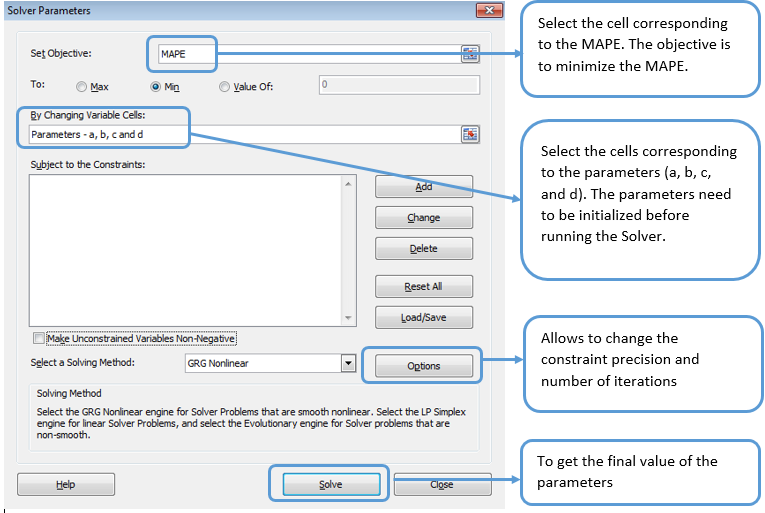 Solver Parameters
Set Objective:
MAPE
To:
Max
Min
Value Of:
0
By Changing Variable Cells:
Parameters - a, b, c and d
Subject to the Constraints:
Add
Change
Delete
Reset All
Load/Save
Make Unconstrained Variables Non-Negative
Select a Solving Method:
GRG Nonlinear
Options
Solving Method
Select the GRG Nonlinear engine for Solver Problems that are smooth nonlinear. Select the LP Simplex
engine for linear Solver Problems, and select the Evolutionary engine for Solver problems that are
non-smooth.
Help
Solve
Close
Select the cell corresponding
to the MAPE. The objective is
to minimize the MAPE.
Select the cells corresponding
to the parameters (a, b, c,
and d). The parameters need
to be initialized before
running the Solver.
Allows to change the
constraint precision and
number of iterations
To get the final value of the
parameters